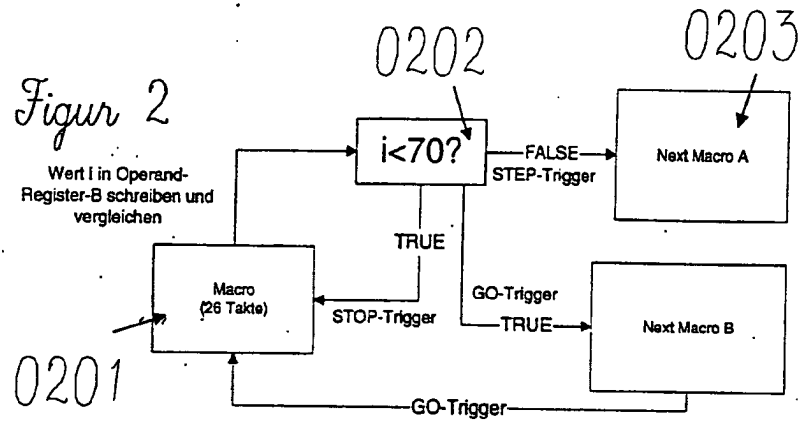 0202
0203
Figur 2
i<70?
FALSE
STEP-Trigger
Next Macro A
Wert i in Operand-
Register-B schreiben und
vergleichen
TRUE
Macro
(26 Takte)
STOP-Trigger
GO-Trigger
TRUE
Next Macro B
0201
GO-Trigger